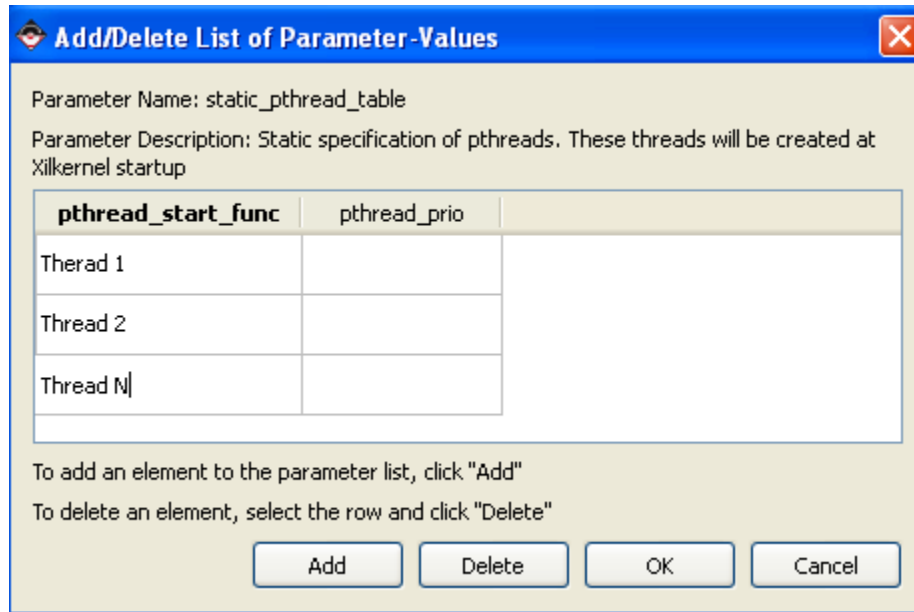 Add/Delete List of Parameter-Values
Parameter Name: static_pthread_table
Parameter Description: Static specification of pthreads. These threads will be created at
Xilkernel startup
pthread_start_func pthread_prio
Therad 1
Thread 2
Thread N
To add an element to the parameter list, click "Add"
To delete an element, select the row and click "Delete"
Add Delete OK Cancel